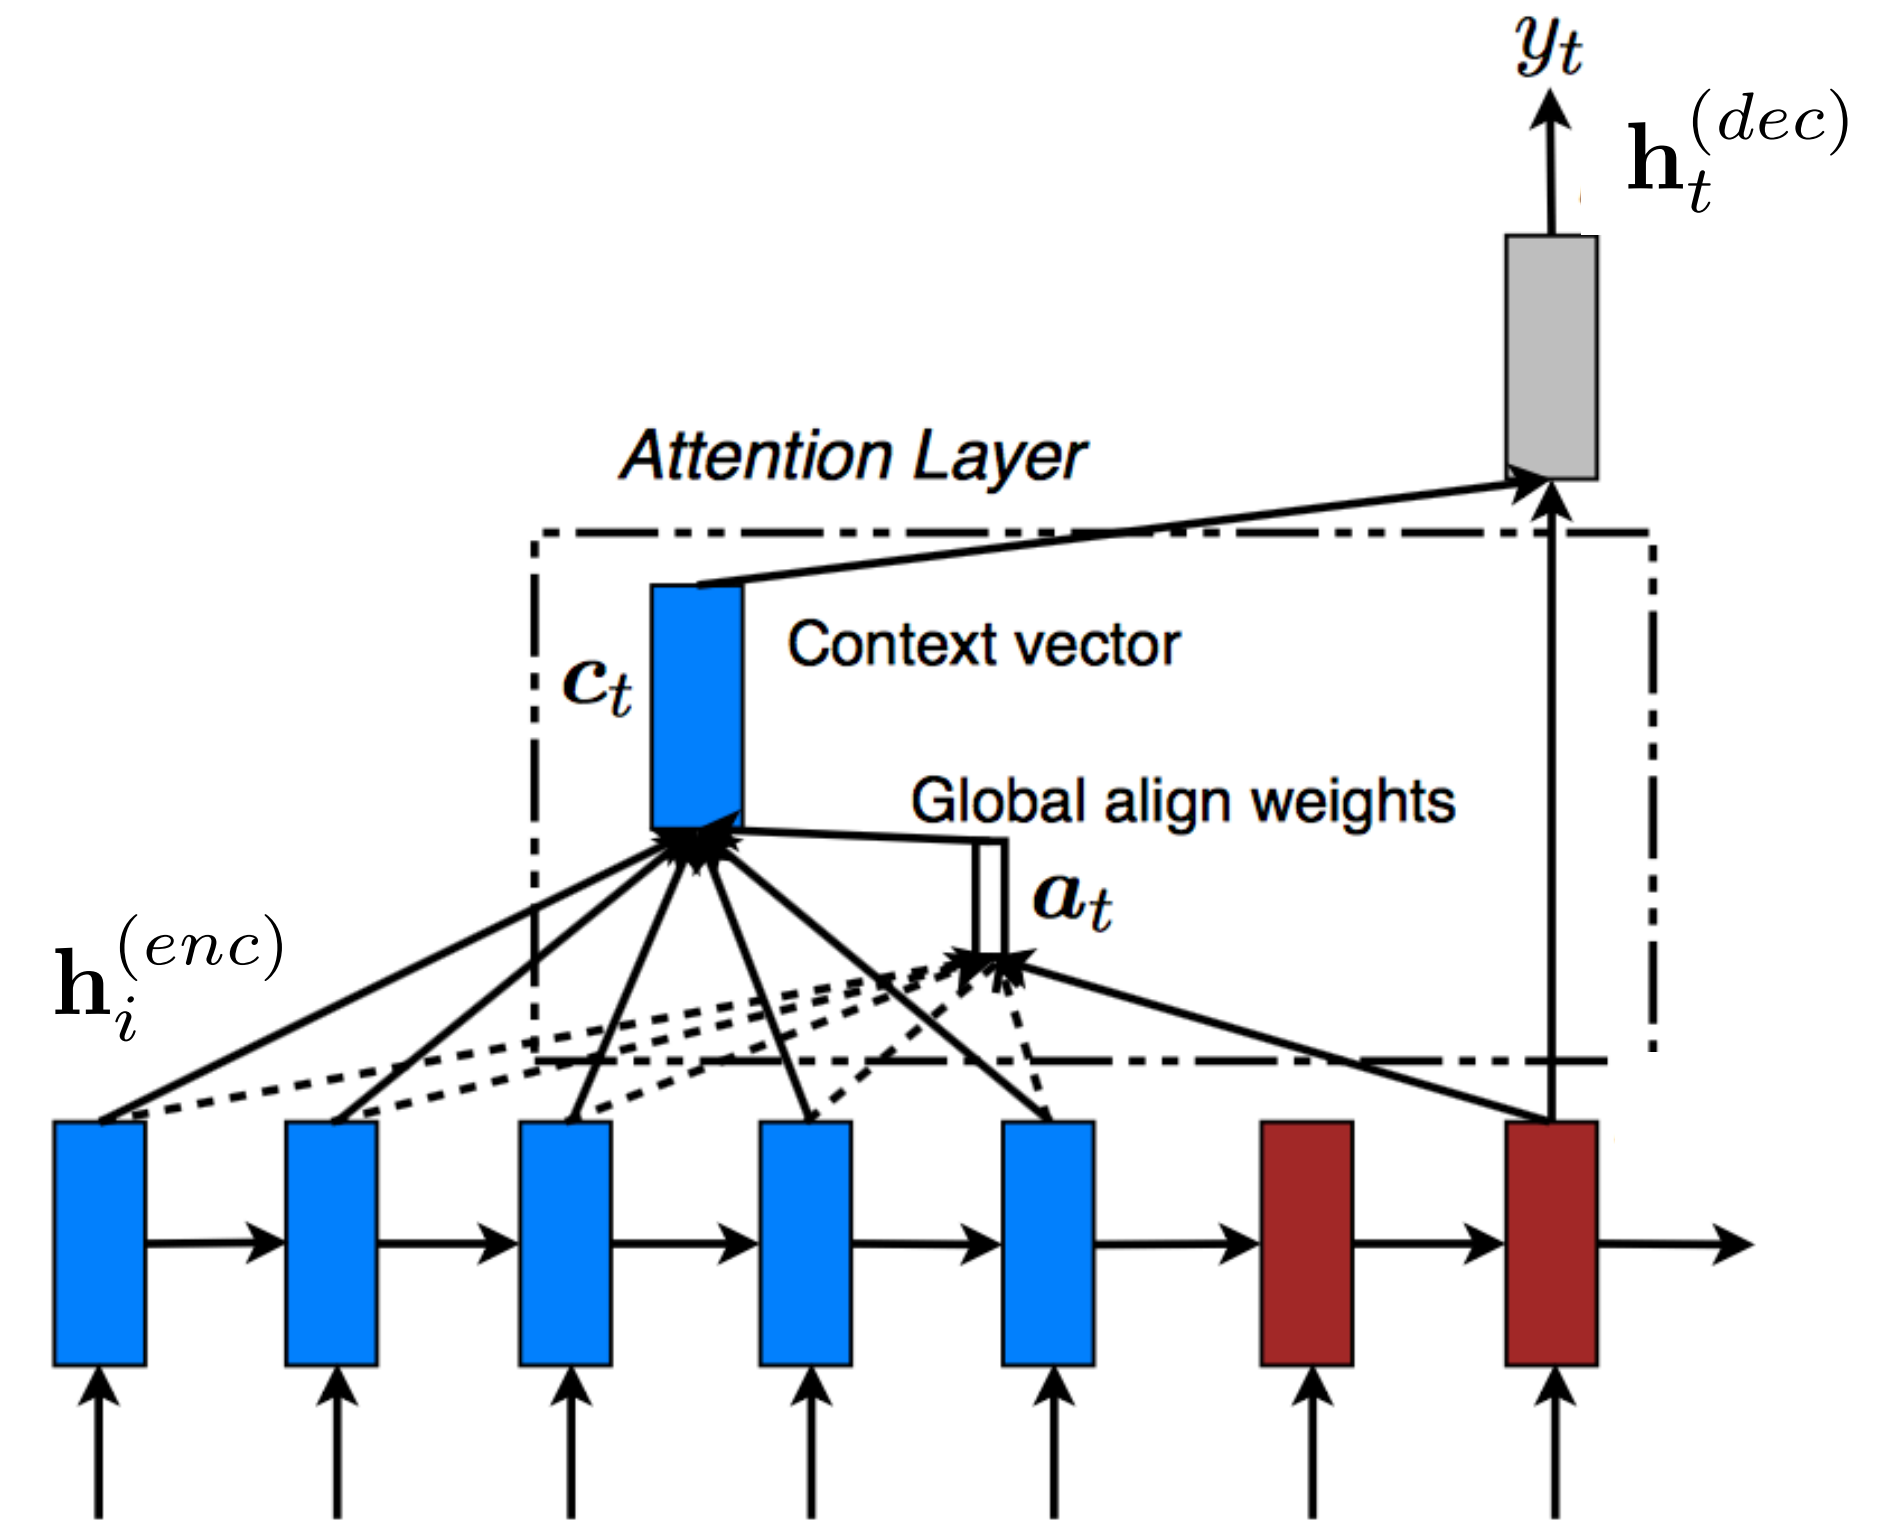 y_t
h_t^{(dec)}
Attention Layer
Context vector
c_t
Global align weights
a_t
h_i^{(enc)}